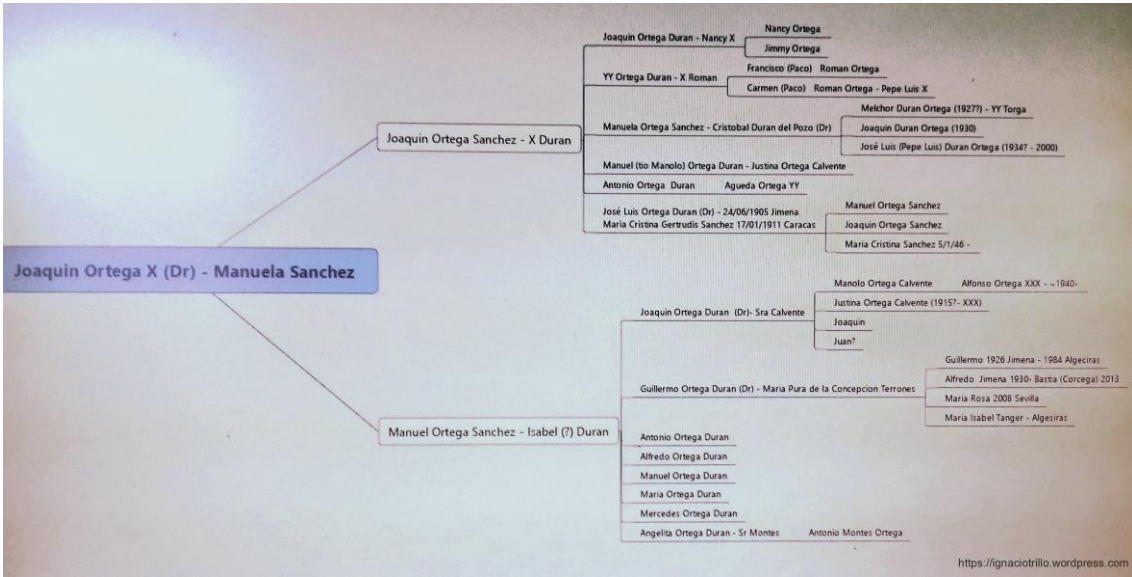 Joaquin Ortega X (Dr) - Manuela Sanchez
Joaquin Ortega Sanchez - X Duran
Joaquin Ortega Duran - Nancy X
Nancy Ortega
Jimmy Ortega
YY Ortega Duran - X Roman
Francisco (Paco) Roman Ortega
Carmen (Paco) Roman Ortega - Pepe Luis X
Manuela Ortega Sanchez - Cristobal Duran del Pozo (Dr)
Melchor Duran Ortega (1927?) - YY Torga
Joaquin Duran Ortega (1930)
José Luis (Pepe Luis) Duran Ortega (1934? - 2000)
Manuel (tio Manolo) Ortega Duran - Justina Ortega Calvente
Antonio Ortega Duran Agueda Ortega YY
José Luis Ortega Duran (Dr) - 24/06/1905 Jimena
Maria Cristina Gertrudis Sanchez 17/01/1911 Caracas
Manuel Ortega Sanchez
Joaquin Ortega Sanchez
Maria Cristina Sanchez 5/1/46 -
Manuel Ortega Sanchez - Isabel (?) Duran
Joaquin Ortega Duran (Dr)- Sra Calvente
Manolo Ortega Calvente Alfonso Ortega XXX - ~1940-
Justina Ortega Calvente (1915?- XXX)
Joaquin
Juan?
Guillermo Ortega Duran (Dr) - Maria Pura de la Concepcion Terrones
Guillermo 1926 Jimena - 1984 Algeciras
Alfredo Jimena 1930- Bastia (Corcega) 2013
Maria Rosa 2008 Sevilla
Maria Isabel Tanger - Algesiras
Antonio Ortega Duran
Alfredo Ortega Duran
Manuel Ortega Duran
Maria Ortega Duran
Mercedes Ortega Duran
Angelita Ortega Duran - Sr Montes Antonio Montes Ortega
https://ignaciotrillo.wordpress.com